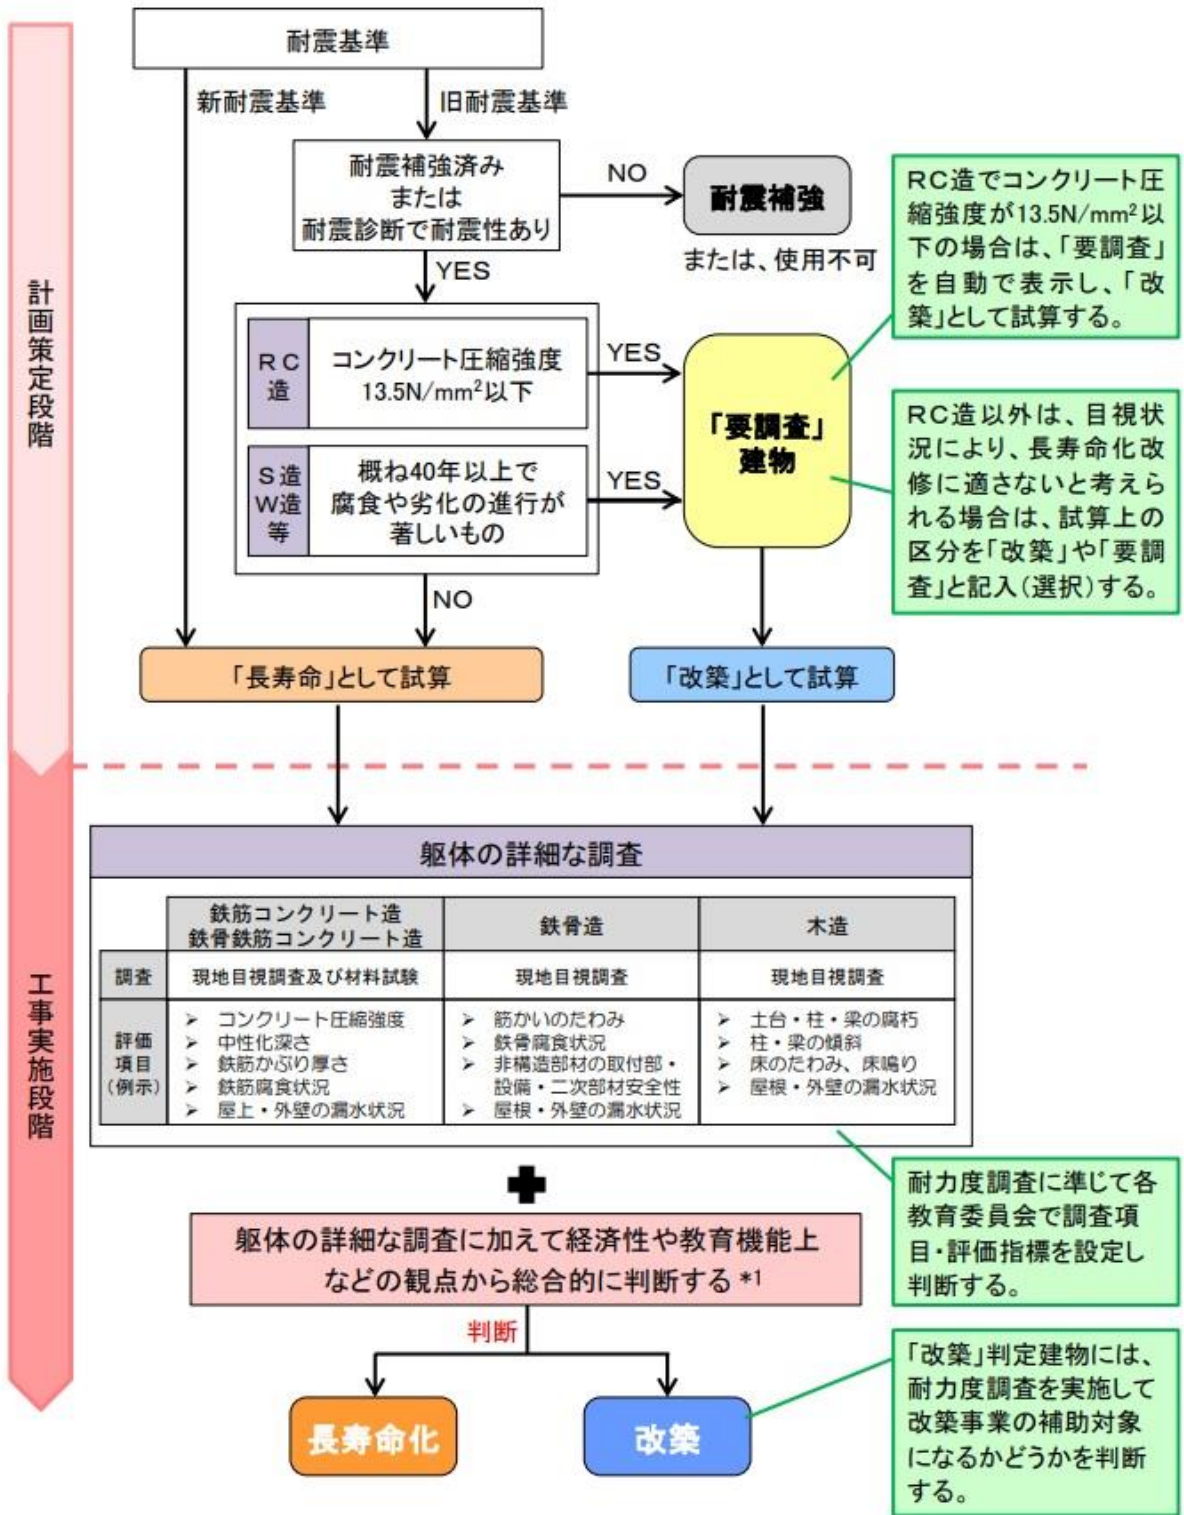 耐震基準
新耐震基準
旧耐震基準
耐震補強済み
または
耐震診断で耐震性あり
NO
耐震補強
または、使用不可
YES
RC造でコンクリート圧
縮強度が13.5N/mm²以
下の場合は、「要調査」
を自動で表示し、「改
築」として試算する。
計画策定段階
RC
造
コンクリート圧縮強度
13.5N/mm²以下
YES
「要調査」
建物
S造
W造
等
概ね40年以上で
腐食や劣化の進行が
著しいもの
YES
RC造以外は、目視状
況により、長寿命化改
修に適さないと考えら
れる場合は、試算上の
区分を「改築」や「要調
査」と記入(選択)する。
NO
「長寿命」として試算
「改築」として試算
工事実施段階
躯体の詳細な調査
鉄筋コンクリート造
鉄骨鉄筋コンクリート造
鉄骨造
木造
調査
現地目視調査及び材料試験
現地目視調査
現地目視調査
評価
項目
(例示)
➢ コンクリート圧縮強度
➢ 中性化深さ
➢ 鉄筋かぶり厚さ
➢ 鉄筋腐食状況
➢ 屋上・外壁の漏水状況
➢ 筋かいのたわみ
➢ 鉄骨腐食状況
➢ 非構造部材の取付部・
設備・二次部材安全性
➢ 屋根・外壁の漏水状況
➢ 土台・柱・梁の腐朽
➢ 柱・梁の傾斜
➢ 床のたわみ、床鳴り
➢ 屋根・外壁の漏水状況
耐力度調査に準じて各
教育委員会で調査項
目・評価指標を設定し
判断する。
躯体の詳細な調査に加えて経済性や教育機能上
などの観点から総合的に判断する *1
判断
長寿命化
改築
「改築」判定建物には、
耐力度調査を実施して
改築事業の補助対象
になるかどうかを判断
する。